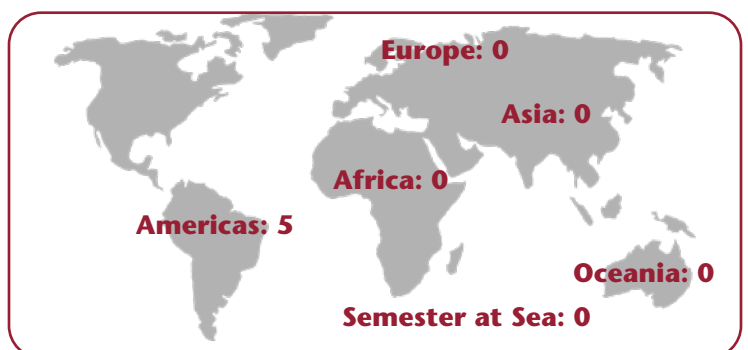 Europe: 0
Asia: 0
Africa: 0
Americas: 5
Oceania: 0
Semester at Sea: 0